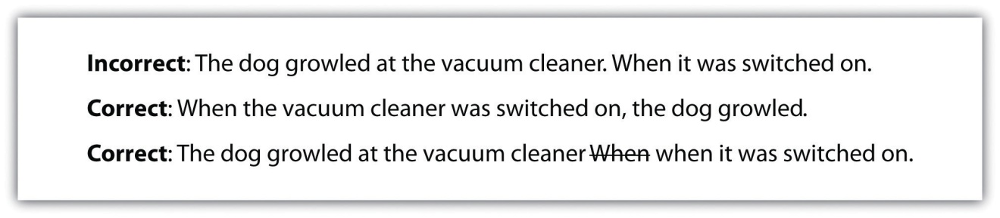 Incorrect: The dog growled at the vacuum cleaner. When it was switched on.
Correct: When the vacuum cleaner was switched on, the dog growled.
Correct: The dog growled at the vacuum cleaner When when it was switched on.